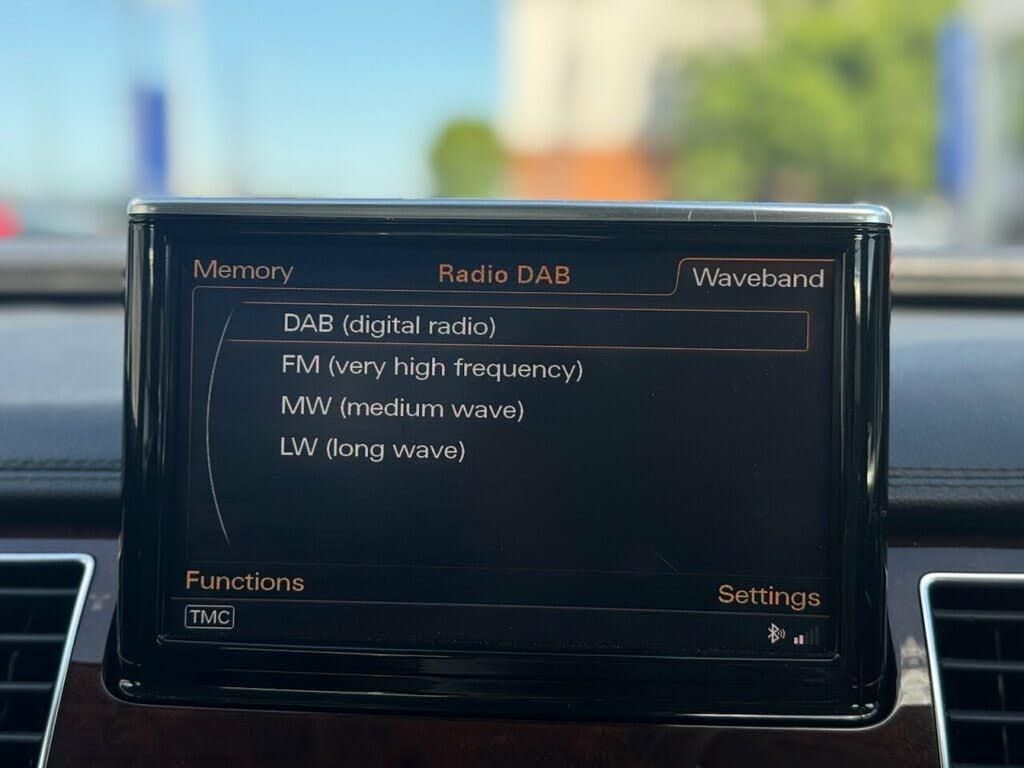 Memory Radio DAB Waveband
DAB (digital radio)
FM (very high frequency)
MW (medium wave)
LW (long wave)
Functions Settings
TMC